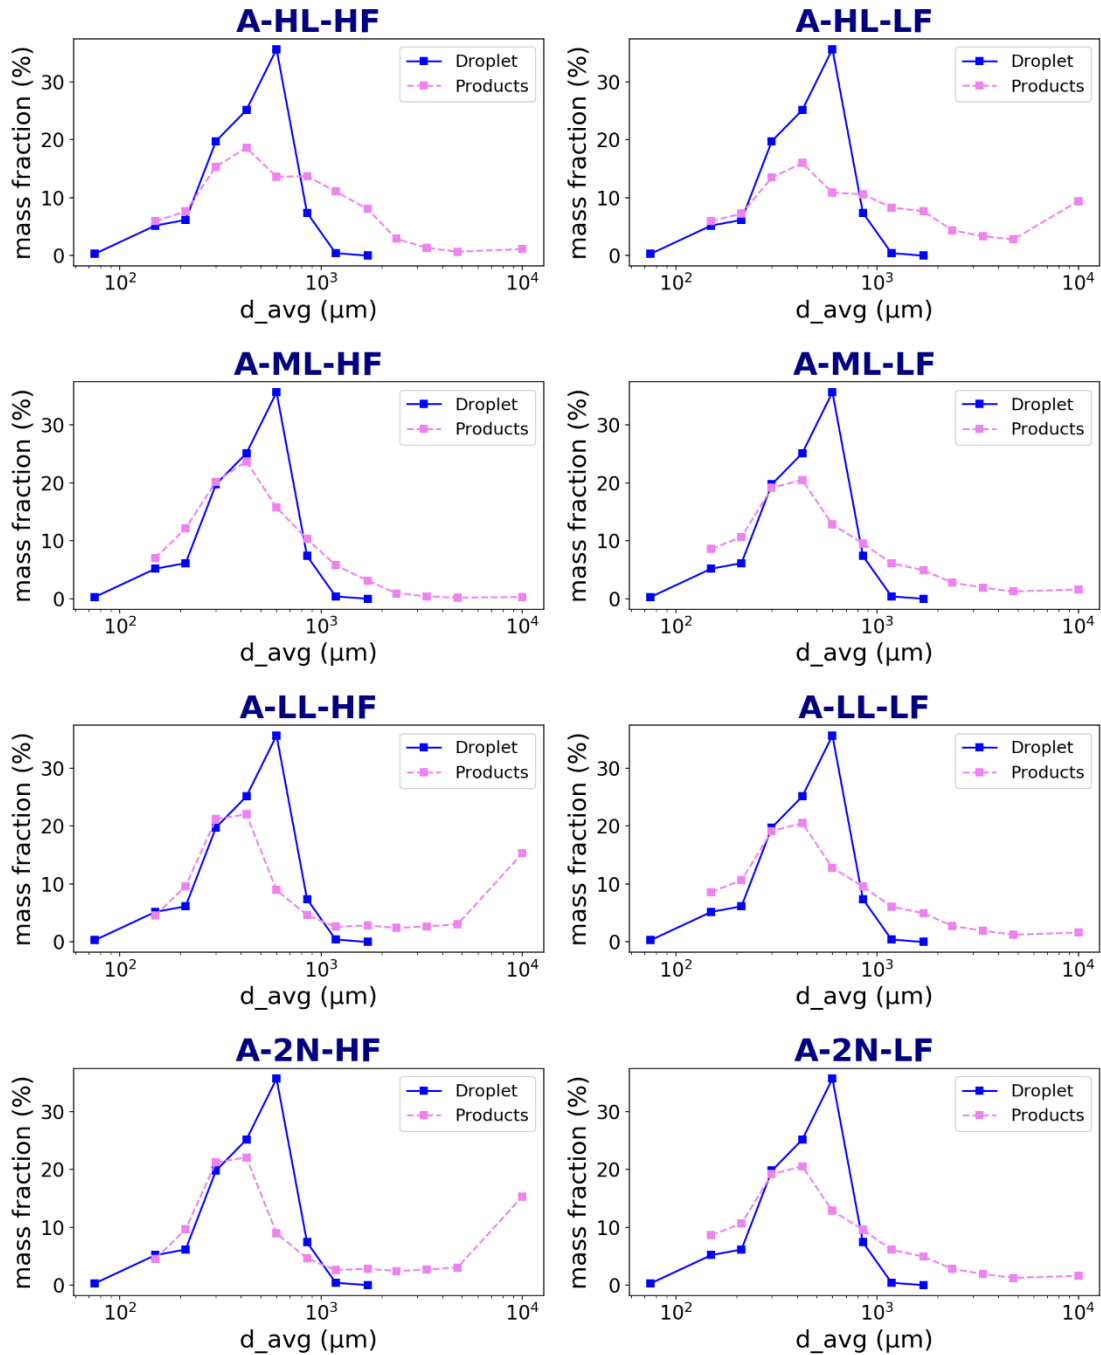 A-HL-HF
mass fraction (%)
30
20
10
0
Droplet
Products
10²
10³
10⁴
d_avg (μm)
A-HL-LF
mass fraction (%)
30
20
10
0
Droplet
Products
10²
10³
10⁴
d_avg (μm)
A-ML-HF
mass fraction (%)
30
20
10
0
Droplet
Products
10²
10³
10⁴
d_avg (μm)
A-ML-LF
mass fraction (%)
30
20
10
0
Droplet
Products
10²
10³
10⁴
d_avg (μm)
A-LL-HF
mass fraction (%)
30
20
10
0
Droplet
Products
10²
10³
10⁴
d_avg (μm)
A-LL-LF
mass fraction (%)
30
20
10
0
Droplet
Products
10²
10³
10⁴
d_avg (μm)
A-2N-HF
mass fraction (%)
30
20
10
0
Droplet
Products
10²
10³
10⁴
d_avg (μm)
A-2N-LF
mass fraction (%)
30
20
10
0
Droplet
Products
10²
10³
10⁴
d_avg (μm)